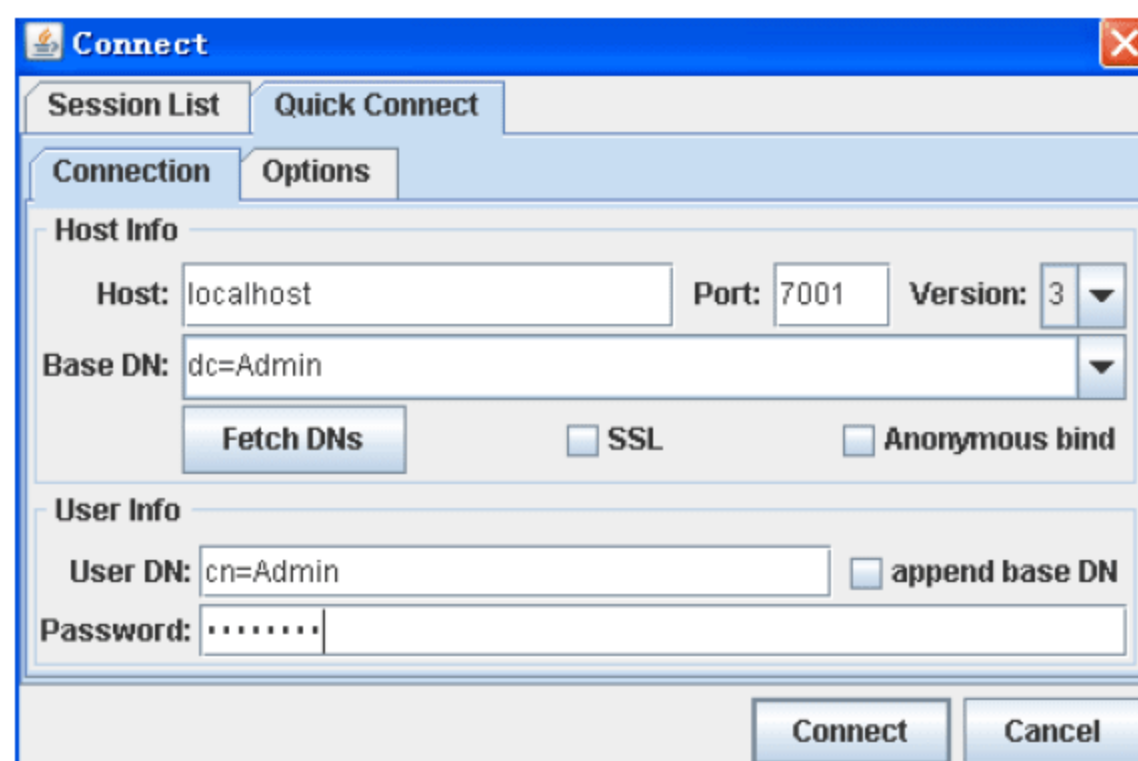 Connect
Session List Quick Connect
Connection Options
Host Info
Host: localhost Port: 7001 Version: 3
Base DN: dc=Admin
Fetch DNs SSL Anonymous bind
User Info
User DN: cn=Admin append base DN
Password: ········
Connect Cancel